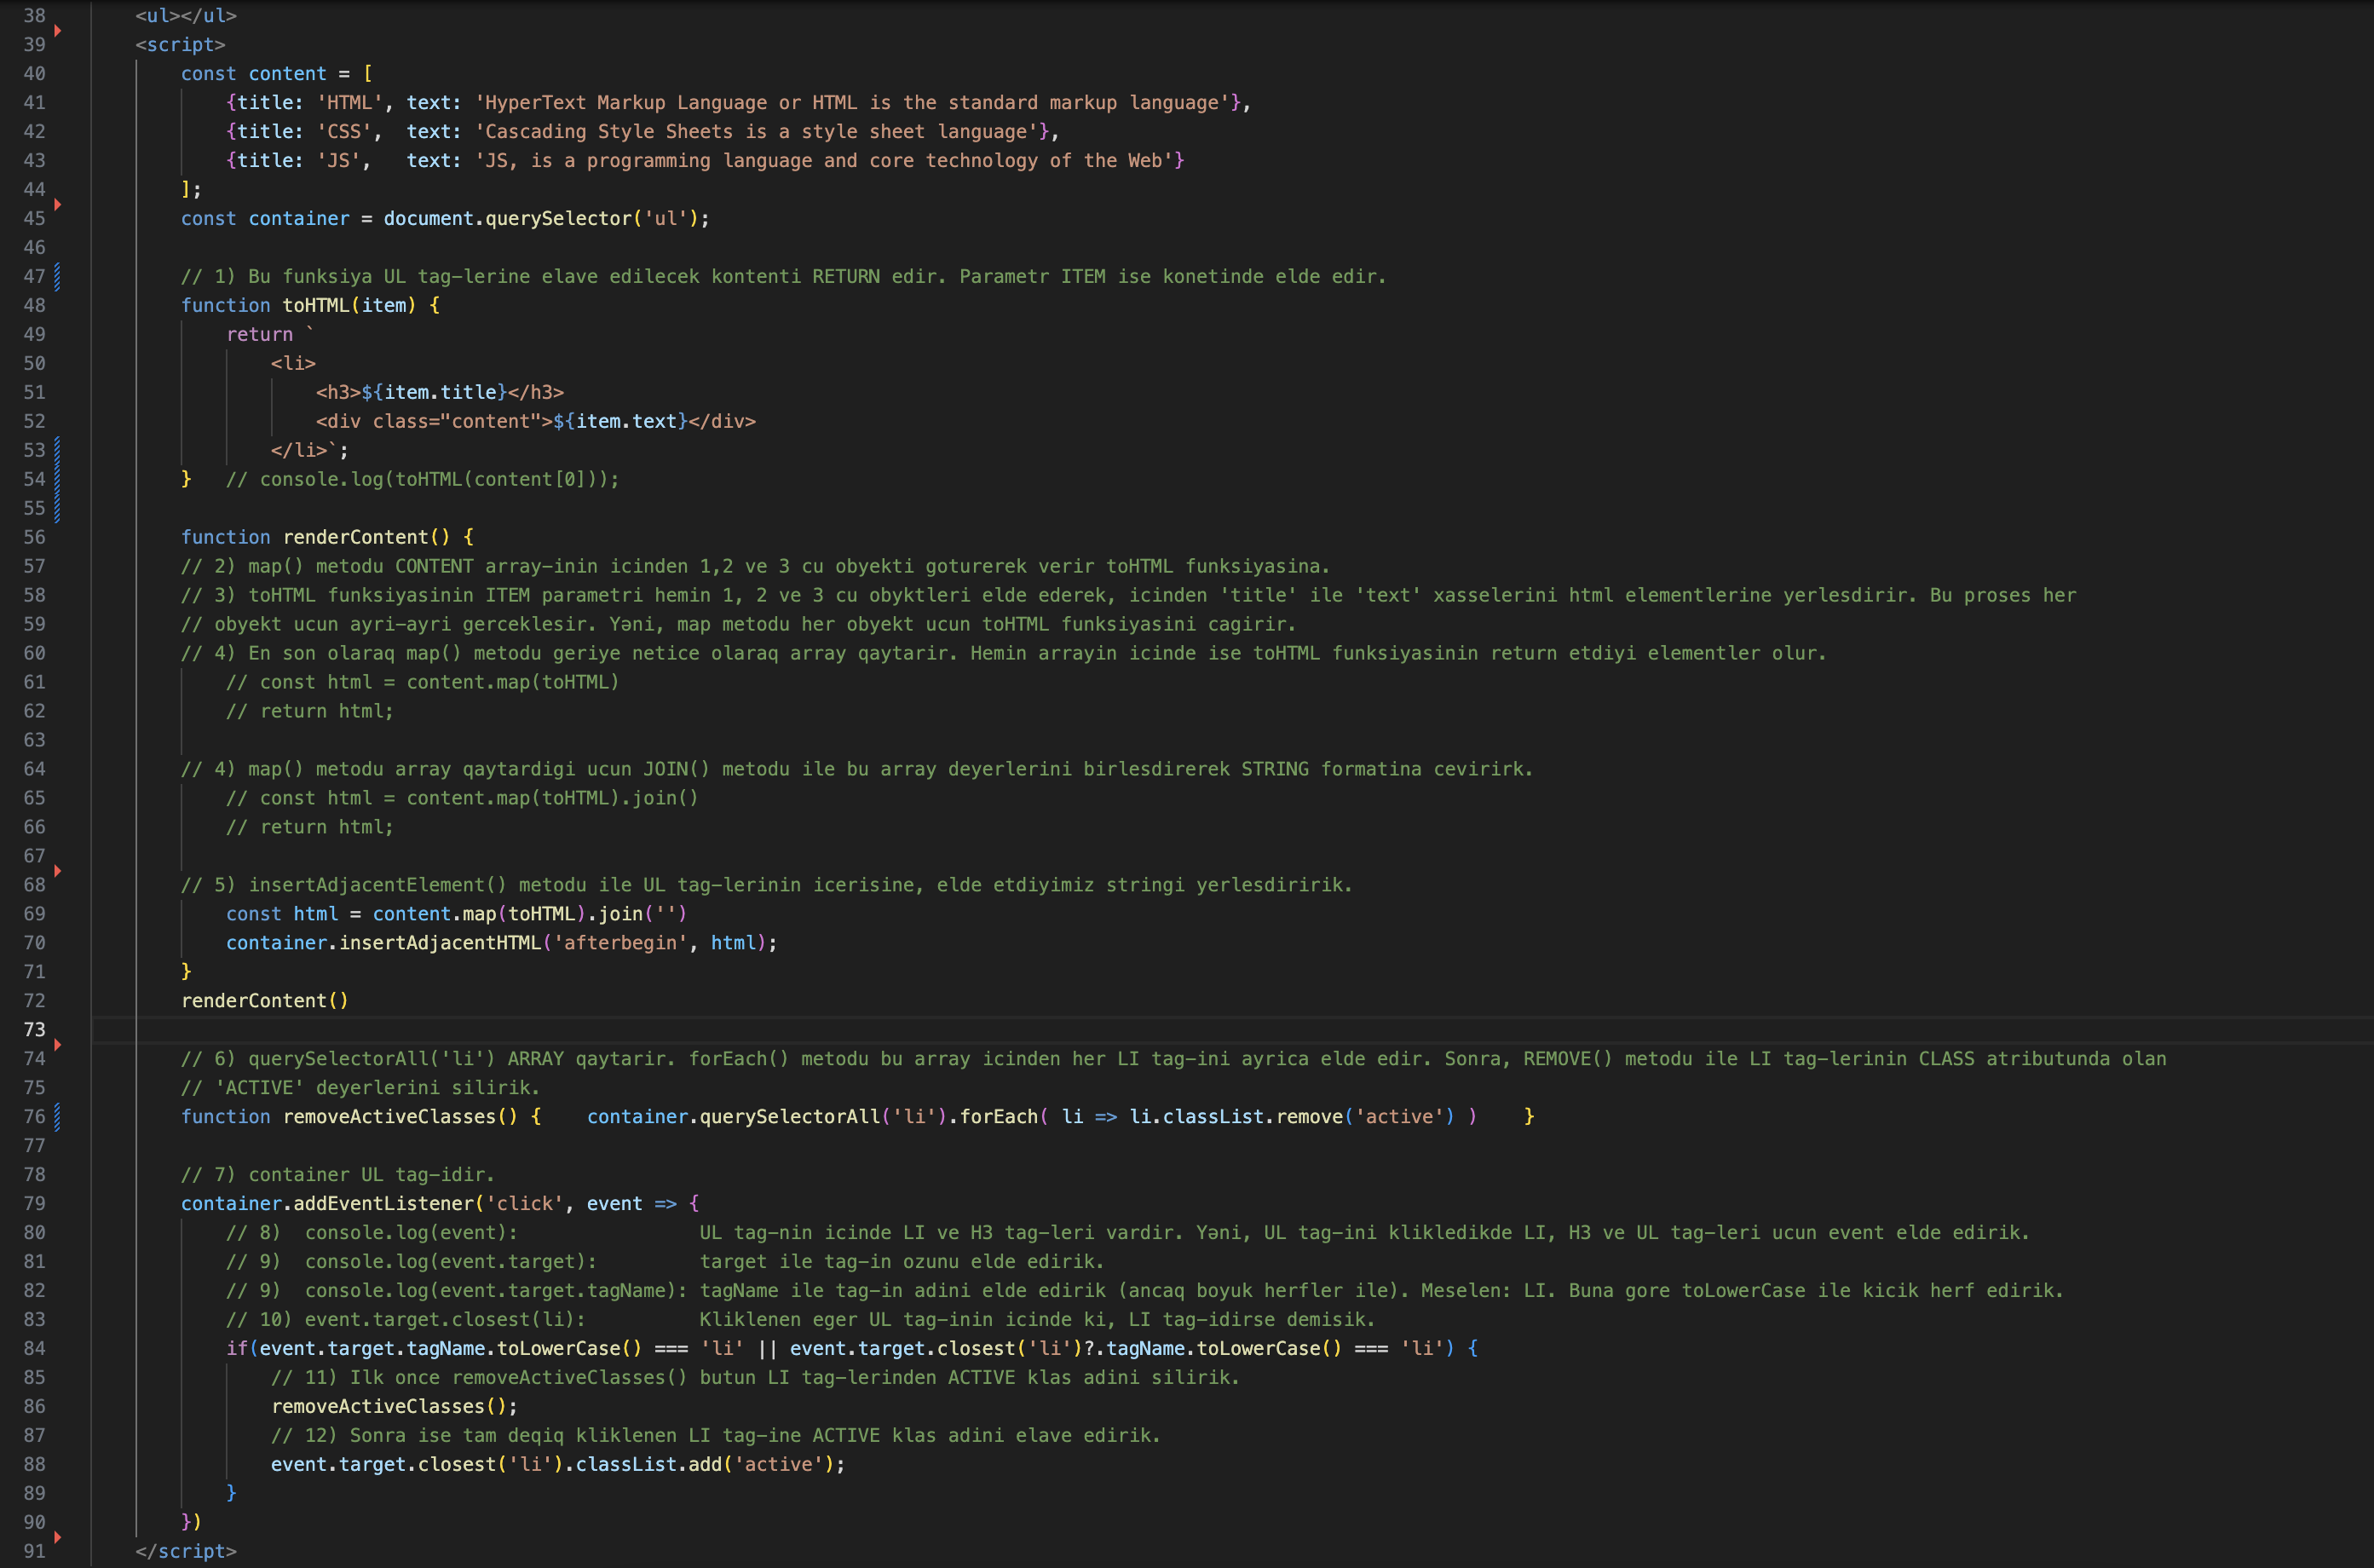 38 <ul></ul>
39 <script>
40 const content = [
41 {title: 'HTML', text: 'HyperText Markup Language or HTML is the standard markup language'},
42 {title: 'CSS',  text: 'Cascading Style Sheets is a style sheet language'},
43 {title: 'JS',   text: 'JS, is a programming language and core technology of the Web'}
44 ];
45 const container = document.querySelector('ul');
46
47 // 1) Bu funksiya UL tag-lerine elave edilecek kontenti RETURN edir. Parametr ITEM ise konetinde elde edir.
48 function toHTML(item) {
49 return `
50 <li>
51 <h3>${item.title}</h3>
52 <div class="content">${item.text}</div>
53 </li>`;
54 }   // console.log(toHTML(content[0]));
55
56 function renderContent() {
57 // 2) map() metodu CONTENT array-inin icinden 1,2 ve 3 cu obyekti goturerek verir toHTML funksiyasina.
58 // 3) toHTML funksiyasinin ITEM parametri hemin 1, 2 ve 3 cu obyktleri elde ederek, icinden 'title' ile 'text' xasselerini html elementlerine yerlesdirir. Bu proses her
59 // obyekt ucun ayri-ayri gerceklesir. Yəni, map metodu her obyekt ucun toHTML funksiyasini cagirir.
60 // 4) En son olaraq map() metodu geriye netice olaraq array qaytarir. Hemin arrayin icinde ise toHTML funksiyasinin return etdiyi elementler olur.
61 // const html = content.map(toHTML)
62 // return html;
63
64 // 4) map() metodu array qaytardigi ucun JOIN() metodu ile bu array deyerlerini birlesdirerek STRING formatina cevirirk.
65 // const html = content.map(toHTML).join()
66 // return html;
67
68 // 5) insertAdjacentElement() metodu ile UL tag-lerinin icerisine, elde etdiyimiz stringi yerlesdiririk.
69 const html = content.map(toHTML).join('')
70 container.insertAdjacentHTML('afterbegin', html);
71 }
72 renderContent()
73
74 // 6) querySelectorAll('li') ARRAY qaytarir. forEach() metodu bu array icinden her LI tag-ini ayrica elde edir. Sonra, REMOVE() metodu ile LI tag-lerinin CLASS atributunda olan
75 // 'ACTIVE' deyerlerini silirik.
76 function removeActiveClasses() {    container.querySelectorAll('li').forEach( li => li.classList.remove('active') )    }
77
78 // 7) container UL tag-idir.
79 container.addEventListener('click', event => {
80 // 8)  console.log(event):                UL tag-nin icinde LI ve H3 tag-leri vardir. Yəni, UL tag-ini klikledikde LI, H3 ve UL tag-leri ucun event elde edirik.
81 // 9)  console.log(event.target):         target ile tag-in ozunu elde edirik.
82 // 9)  console.log(event.target.tagName): tagName ile tag-in adini elde edirik (ancaq boyuk herfler ile). Meselen: LI. Buna gore toLowerCase ile kicik herf edirik.
83 // 10) event.target.closest(li):          Kliklenen eger UL tag-inin icinde ki, LI tag-idirse demisik.
84 if(event.target.tagName.toLowerCase() === 'li' || event.target.closest('li')?.tagName.toLowerCase() === 'li') {
85 // 11) Ilk once removeActiveClasses() butun LI tag-lerinden ACTIVE klas adini silirik.
86 removeActiveClasses();
87 // 12) Sonra ise tam deqiq kliklenen LI tag-ine ACTIVE klas adini elave edirik.
88 event.target.closest('li').classList.add('active');
89 }
90 })
91 </script>